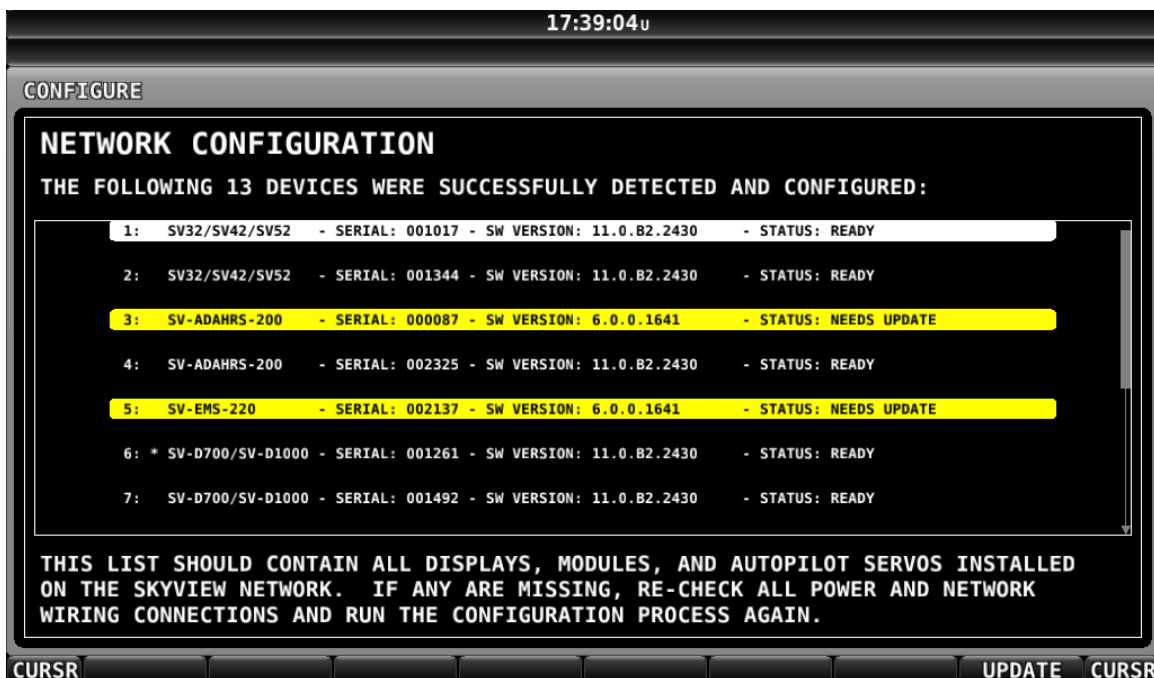 17:39:04U
CONFIGURE
NETWORK CONFIGURATION
THE FOLLOWING 13 DEVICES WERE SUCCESSFULLY DETECTED AND CONFIGURED:
1: SV32/SV42/SV52 - SERIAL: 001017 - SW VERSION: 11.0.B2.2430 - STATUS: READY
2: SV32/SV42/SV52 - SERIAL: 001344 - SW VERSION: 11.0.B2.2430 - STATUS: READY
3: SV-ADAHRS-200 - SERIAL: 000087 - SW VERSION: 6.0.0.1641 - STATUS: NEEDS UPDATE
4: SV-ADAHRS-200 - SERIAL: 002325 - SW VERSION: 11.0.B2.2430 - STATUS: READY
5: SV-EMS-220 - SERIAL: 002137 - SW VERSION: 6.0.0.1641 - STATUS: NEEDS UPDATE
6: * SV-D700/SV-D1000 - SERIAL: 001261 - SW VERSION: 11.0.B2.2430 - STATUS: READY
7: SV-D700/SV-D1000 - SERIAL: 001492 - SW VERSION: 11.0.B2.2430 - STATUS: READY
THIS LIST SHOULD CONTAIN ALL DISPLAYS, MODULES, AND AUTOPILOT SERVOS INSTALLED
ON THE SKYVIEW NETWORK. IF ANY ARE MISSING, RE-CHECK ALL POWER AND NETWORK
WIRING CONNECTIONS AND RUN THE CONFIGURATION PROCESS AGAIN.
CURSR UPDATE CURSR